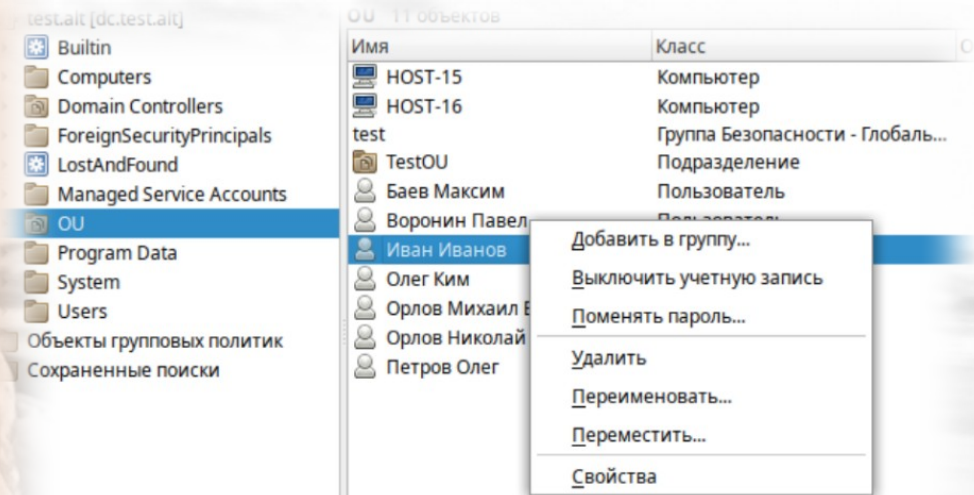 test.alt [dc.test.alt]
Builtin
Computers
Domain Controllers
ForeignSecurityPrincipals
LostAndFound
Managed Service Accounts
OU
Program Data
System
Users
Объекты групповых политик
Сохраненные поиски
OU 11 объектов
Имя Класс О
HOST-15 Компьютер
HOST-16 Компьютер
test Группа Безопасности - Глобаль...
TestOU Подразделение
Баев Максим Пользователь
Воронин Павел Пользователь
Иван Иванов
Олег Ким
Орлов Михаил
Орлов Николай
Петров Олег
Добавить в группу...
Выключить учетную запись
Поменять пароль...
Удалить
Переименовать...
Переместить...
Свойства